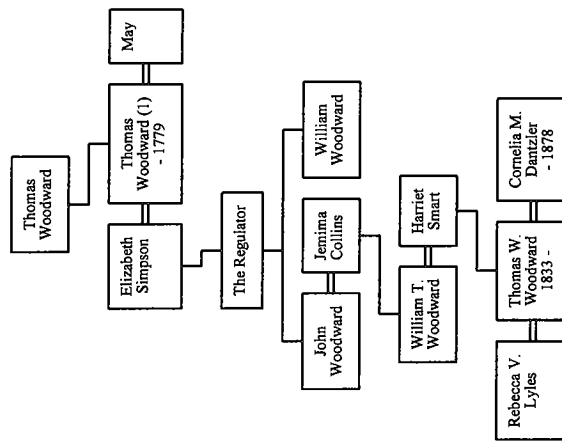 Thomas
Woodward
Thomas
Woodward (1)
- 1779
May
Elizabeth
Simpson
The Regulator
William
Woodward
John
Woodward
Jemima
Collins
William T.
Woodward
Harriet
Smart
Rebecca V.
Lyles
Thomas W.
Woodward
1833 -
Cornelia M.
Dantzler
- 1878